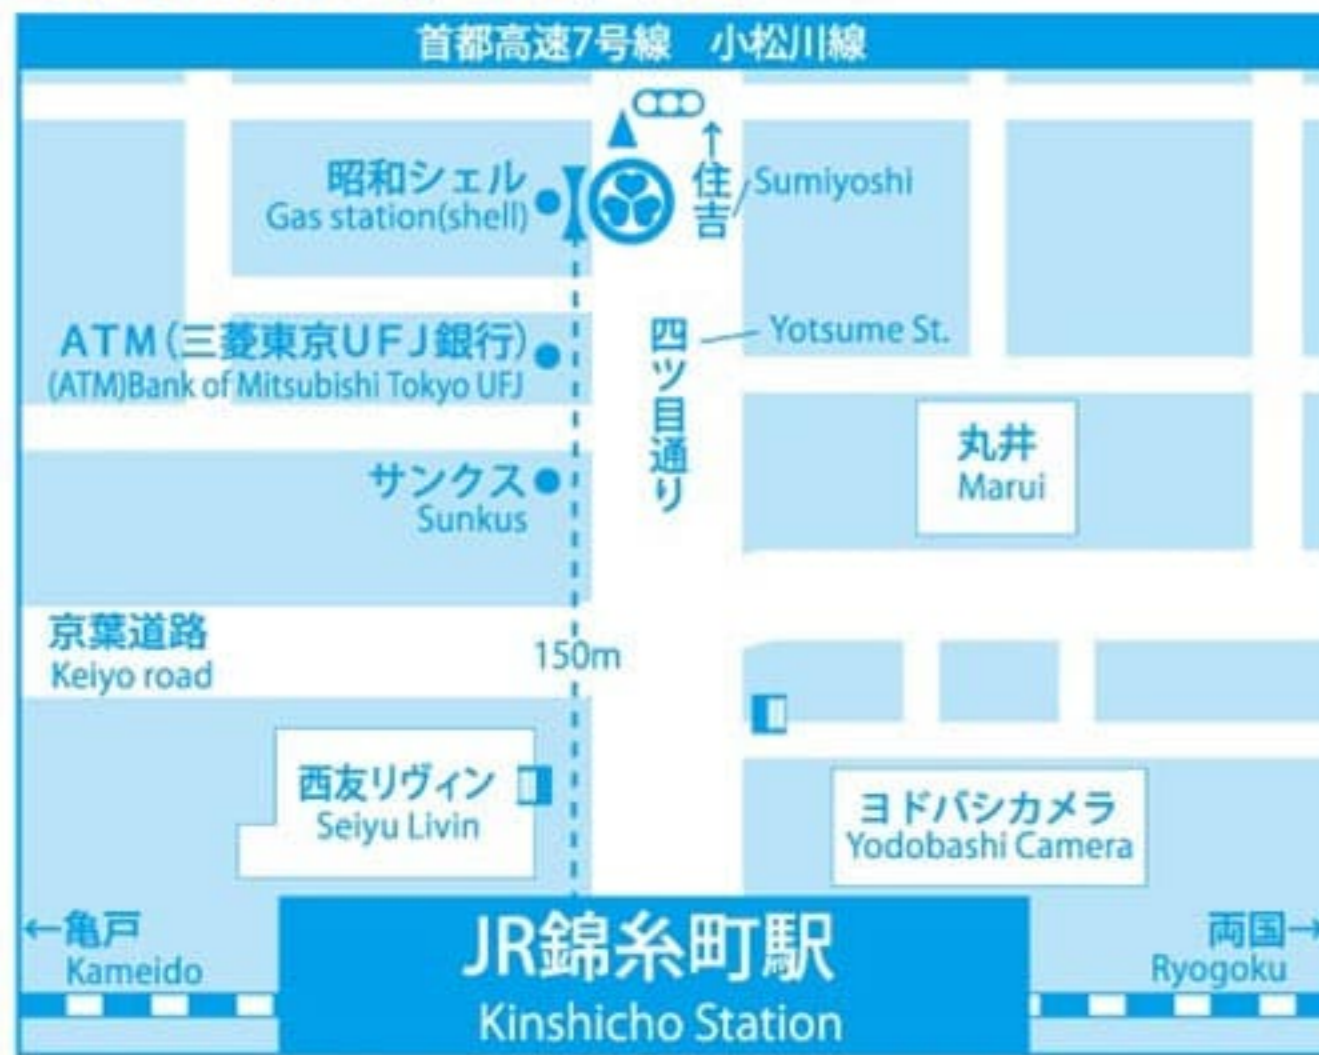 首都高速7号線　小松川線
昭和シェル
Gas station(shell)
↑住吉
Sumiyoshi
ATM(三菱東京UFJ銀行)
(ATM)Bank of Mitsubishi Tokyo UFJ
四ツ目通り
Yotsume St.
丸井
Marui
サンクス
Sunkus
京葉道路
Keiyo road
150m
西友リヴィン
Seiyu Livin
ヨドバシカメラ
Yodobashi Camera
←亀戸
Kameido
JR錦糸町駅
Kinshicho Station
両国→
Ryogoku